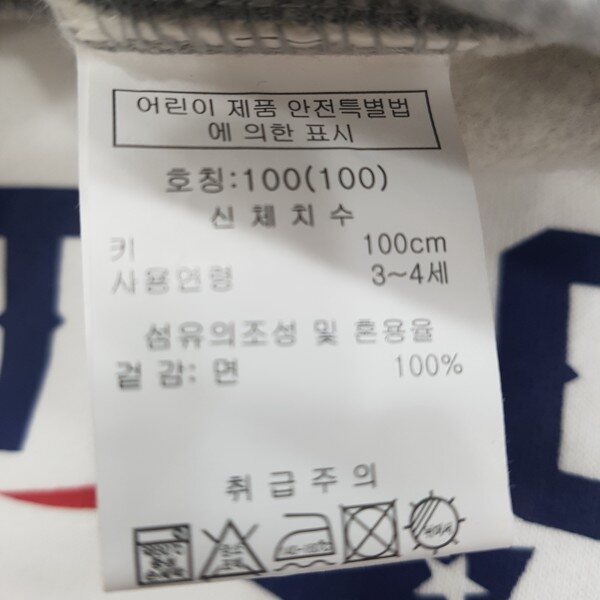 어린이 제품 안전특별법
에 의한 표시
호칭:100(100)
신체치수
키 100cm
사용연령 3~4세
섬유의조성 및 혼용율
겉감: 면 100%
취급주의